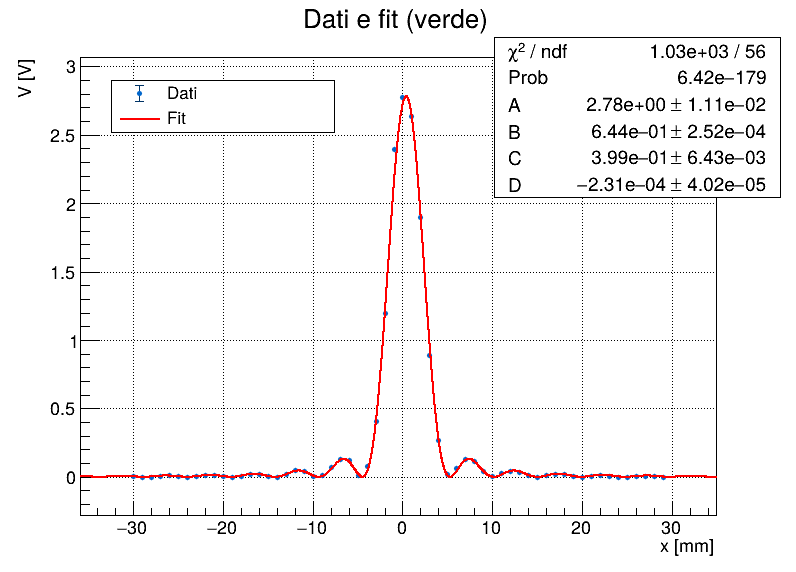 Dati e fit (verde)
χ² / ndf 1.03e+03 / 56
Prob 6.42e−179
A 2.78e+00 ± 1.11e−02
B 6.44e−01 ± 2.52e−04
C 3.99e−01 ± 6.43e−03
D −2.31e−04 ± 4.02e−05
V [V]
Dati
Fit
3
2.5
2
1.5
1
0.5
0
−30 −20 −10 0 10 20 30
x [mm]